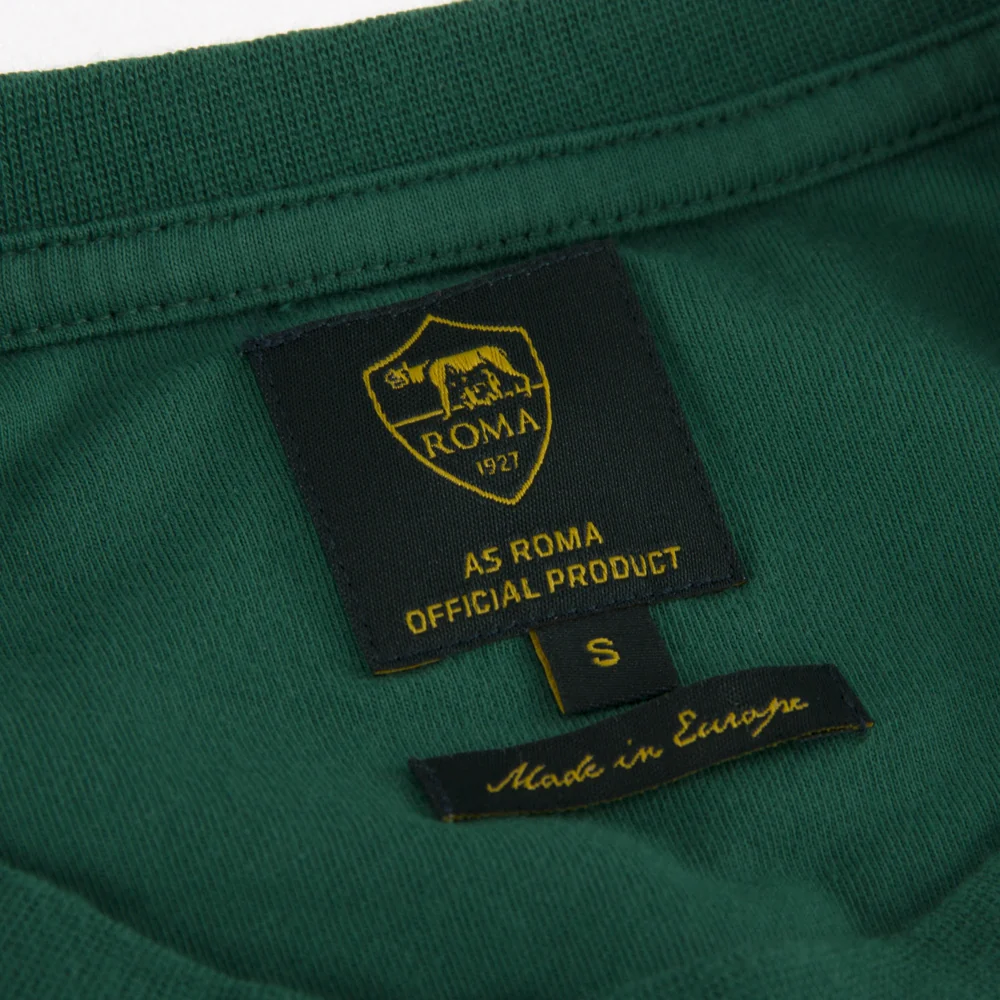 ROMA
1927
AS ROMA
OFFICIAL PRODUCT
S
Made in Europe